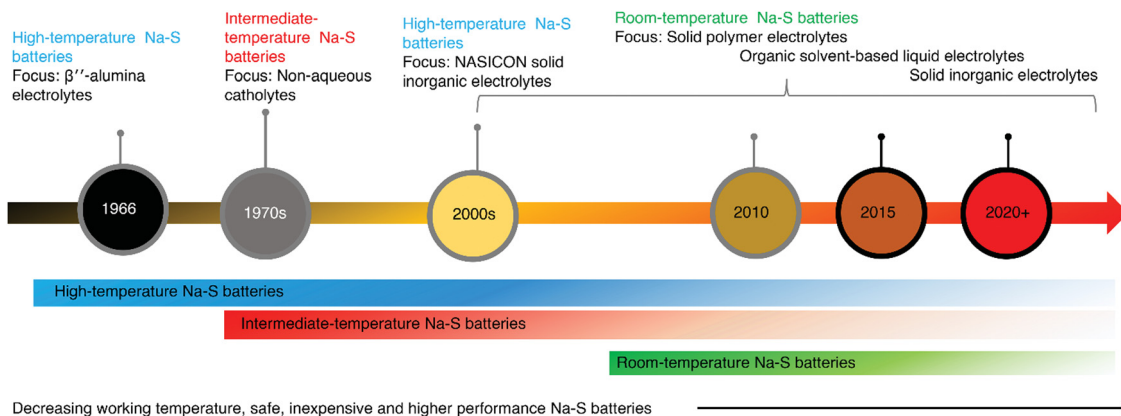 High-temperature Na-S
batteries
Focus: β′′-alumina
electrolytes
Intermediate-
temperature Na-S
batteries
Focus: Non-aqueous
catholytes
High-temperature Na-S
batteries
Focus: NASICON solid
inorganic electrolytes
Room-temperature Na-S batteries
Focus: Solid polymer electrolytes
Organic solvent-based liquid electrolytes
Solid inorganic electrolytes
1966
1970s
2000s
2010
2015
2020+
High-temperature Na-S batteries
Intermediate-temperature Na-S batteries
Room-temperature Na-S batteries
Decreasing working temperature, safe, inexpensive and higher performance Na-S batteries